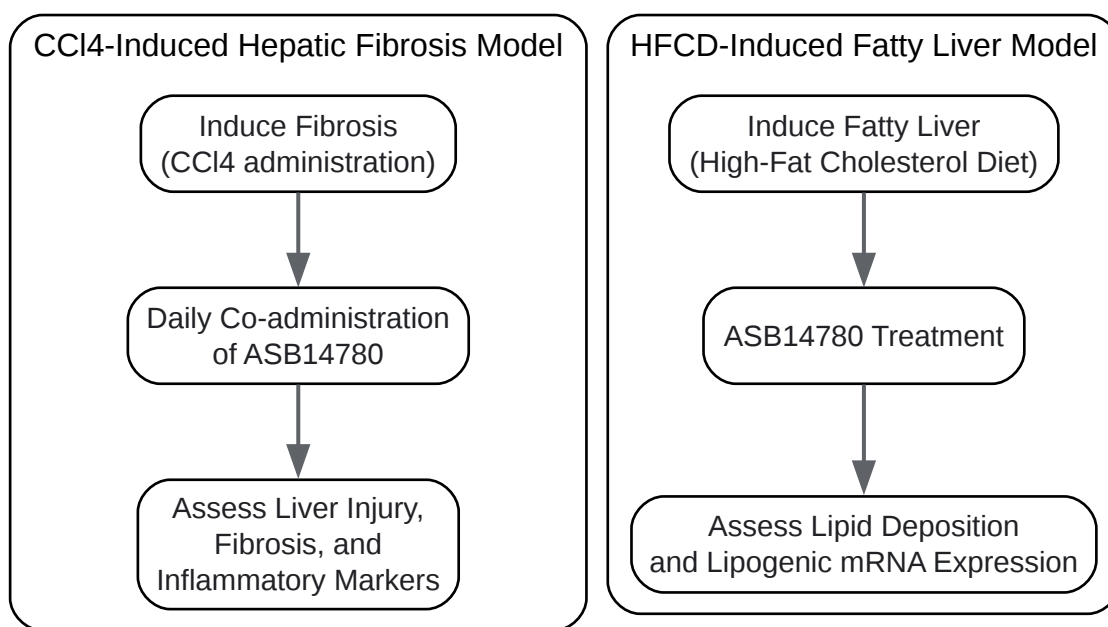 CCl4-Induced Hepatic Fibrosis Model
Induce Fibrosis
(CCl4 administration)
Daily Co-administration
of ASB14780
Assess Liver Injury,
Fibrosis, and
Inflammatory Markers
HFCD-Induced Fatty Liver Model
Induce Fatty Liver
(High-Fat Cholesterol Diet)
ASB14780 Treatment
Assess Lipid Deposition
and Lipogenic mRNA Expression